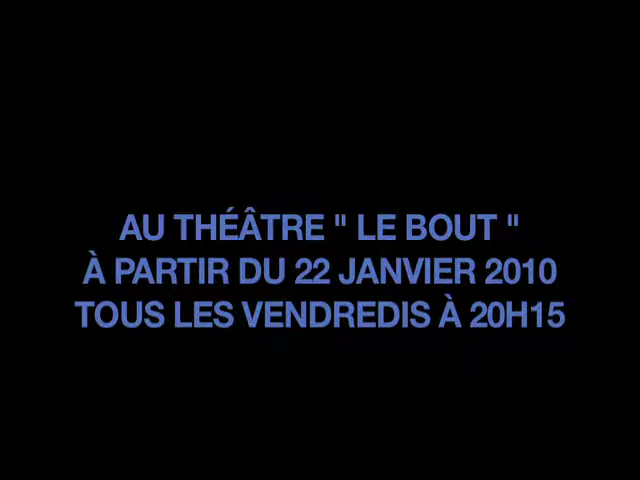 AU THÉÂTRE " LE BOUT "
À PARTIR DU 22 JANVIER 2010
TOUS LES VENDREDIS À 20H15